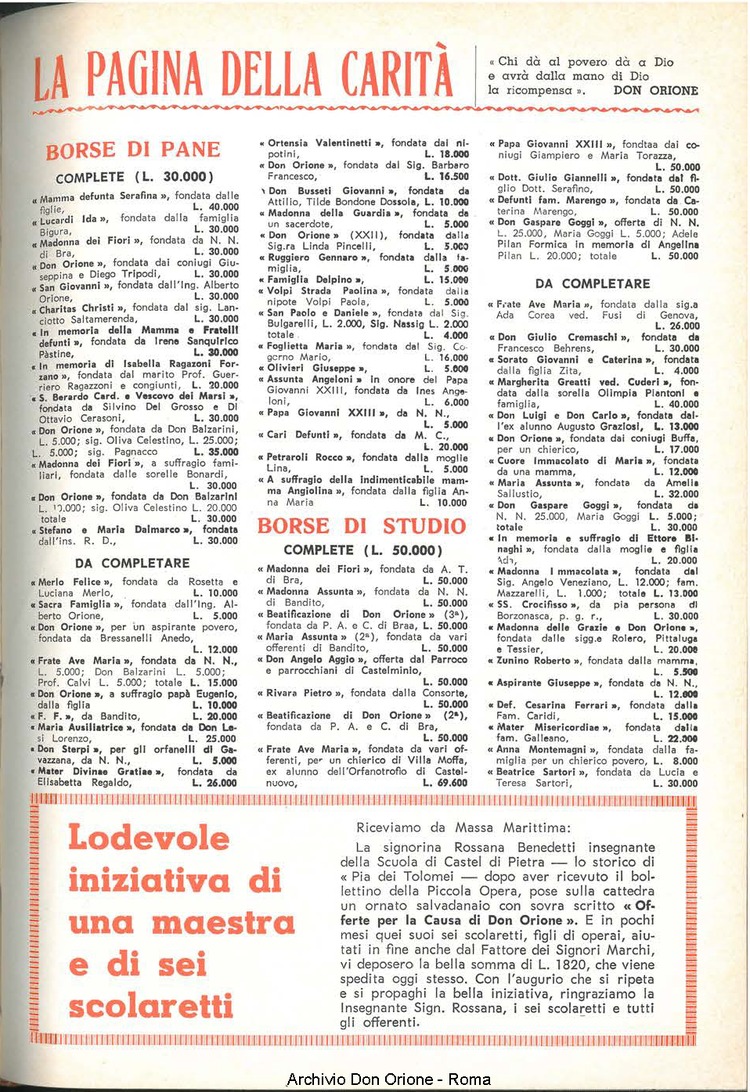 LA PAGINA DELLA CARITÀ
« Chi dà al povero dà a Dio
e avrà dalla mano di Dio
la ricompensa ». DON ORIONE
BORSE DI PANE
COMPLETE (L. 30.000)
« Mamma defunta Serafina », fondata dalle
figlie, L. 40.000
« Lucardi Ida », fondata dalla famiglia
Bigura, L. 30.000
« Madonna dei Fiori », fondata da N. N.
di Bra, L. 30.000
« Don Orione », fondata dai coniugi Giu-
seppina e Diego Tripodi, L. 30.000
« San Giovanni », fondata dall'Ing. Alberto
Orione, L. 30.000
« Charitas Christi », fondata dal sig. Lan-
ciotto Saltamerenda, L. 30.000
« In memoria della Mamma e Fratelli
defunti », fondata da Irene Sanquirico
Pàstine, L. 30.000
« In memoria di Isabella Ragazoni For-
zano », fondata dal marito Prof. Guer-
riero Ragazzoni e congiunti, L. 20.000
« S. Berardo Card. e Vescovo dei Marsi »,
fondata da Silvino Del Grosso e Di
Ottavio Cerasoni, L. 30.000
« Don Orione », fondata da Don Balzarini,
L. 5.000; sig. Oliva Celestino, L. 25.000;
L. 5.000; sig. Pagnacco L. 35.000
« Madonna dei Fiori », a suffragio fami-
liari, fondata dalle sorelle Bonardi,
L. 30.000
« Don Orione », fondata da Don Balzarini
L. 10.000; sig. Oliva Celestino L. 20.000
totale L. 30.000
« Stefano e Maria Dalmarco », fondata
dall'ins. R. D., L. 30.000
DA COMPLETARE
« Merlo Felice », fondata da Rosetta e
Luciana Merlo, L. 10.000
« Sacra Famiglia », fondata dall'Ing. Al-
berto Orione, L. 5.000
« Don Orione », per un aspirante povero,
fondata da Bressanelli Anedo,
L. 12.000
« Frate Ave Maria », fondata da N. N.,
L. 5.000; Don Balzarini L. 5.000;
Prof. Calvi L. 5.000; totale L. 15.000
« Don Orione », a suffragio papà Eugenio,
dalla figlia L. 10.000
« F. F. », da Bandito, L. 20.000
« Maria Ausiliatrice », fondata da Don Le-
si Lorenzo, L. 25.000
« Don Sterpi », per gli orfanelli di Ga-
vazzana, da N. N., L. 5.000
« Mater Divinae Gratiae », fondata da
Elisabetta Regaldo, L. 26.000
« Ortensia Valentinetti », fondata dai ni-
potini, L. 18.000
« Don Orione », fondata dal Sig. Barbero
Francesco, L. 16.500
« Don Busseti Giovanni », fondata da
Attilio, Tilde Bondone Dossola, L. 10.000
« Madonna della Guardia », fondata da
un sacerdote, L. 5.000
« Don Orione » (XXII), fondata dalla
Sig.ra Linda Pincelli, L. 5.000
« Ruggiero Gennaro », fondata dalla fa-
miglia, L. 5.000
« Famiglia Delpino », L. 15.000
« Volpi Strada Paolina », fondata dalla
nipote Volpi Paola, L. 5.000
« San Paolo e Daniele », fondata dal Sig.
Bulgarelli, L. 2.000, Sig. Nassig L. 2.000
totale L. 4.000
« Foglietta Maria », fondata dal Sig. Co-
gorno Mario, L. 16.000
« Olivieri Giuseppe », L. 5.000
« Assunta Angeloni » in onore del Papa
Giovanni XXIII, fondata da Ines Ange-
loni, L. 6.000
« Papa Giovanni XXIII », da N. N.,
L. 5.000
« Cari Defunti », fondata da M. C.,
L. 20.000
« Petraroli Rocco », fondata dalla moglie
Lina, L. 5.000
« A suffragio della indimenticabile mam-
ma Angiolina », fondata dalla figlia An-
na Maria L. 10.000
BORSE DI STUDIO
COMPLETE (L. 50.000)
« Madonna dei Fiori », fondata da A. T.
di Bra, L. 50.000
« Madonna Assunta », fondata da N. N.
di Bandito, L. 50.000
« Beatificazione di Don Orione » (3ª),
fondata da P. A. e C. di Braa, L. 50.000
« Maria Assunta » (2ª), fondata da vari
offerenti di Bandito, L. 50.000
« Don Angelo Aggio », offerta dal Parroco
e parrocchiani di Castelminio,
L. 50.000
« Rivara Pietro », fondata dalla Consorte,
L. 50.000
« Beatificazione di Don Orione » (2ª),
fondata da P. A. e C. di Bra,
L. 50.000
« Frate Ave Maria », fondata da vari of-
ferenti, per un chierico di Villa Moffa,
ex alunno dell'Orfanotrofio di Castel-
nuovo, L. 69.600
« Papa Giovanni XXIII », fondtaa dai co-
niugi Giampiero e Maria Torazza,
L. 50.000
« Dott. Giulio Giannelli », fondata dal fi-
glio Dott. Serafino, L. 50.000
« Defunti fam. Marengo », fondata da Ca-
terina Marengo, L. 50.000
« Don Gaspare Goggi », offerta di N. N.
L. 25.000, Maria Goggi L. 5.000; Adele
Pilan Formica in memoria di Angelina
Pilan L. 20.000; totale L. 50.000
DA COMPLETARE
« Frate Ave Maria », fondata dalla sig.a
Ada Corea ved. Fusi di Genova,
L. 26.000
« Don Giulio Cremaschi », fondata da
Francesco Behrens, L. 30.000
« Sorato Giovanni e Caterina », fondata
dalla figlia Zita, L. 4.000
« Margherita Greatti ved. Cuderi », fon-
data dalla sorella Olimpia Plantoni e
famiglia, L. 40.000
« Don Luigi e Don Carlo », fondata dal-
l'ex alunno Augusto Graziosi, L. 13.000
« Don Orione », fondata dai coniugi Buffa,
per un chierico, L. 17.000
« Cuore Immacolato di Maria », fondata
da una mamma, L. 12.000
« Maria Assunta », fondata da Amelia
Sallustio, L. 32.000
« Don Gaspare Goggi », fondata da
N. N. 25.000, Maria Goggi L. 5.000;
totale L. 30.000
« In memoria e suffragio di Ettore Bi-
naghi », fondata dalla moglie e figlia
L. 20.000
« Madonna Immacolata », fondata dal
Sig. Angelo Veneziano, L. 12.000; fam.
Mazzarelli, L. 1.000; totale L. 13.000
« SS. Crocifisso », da pia persona di
Borzonasca, p. g. r., L. 30.000
« Madonna delle Grazie e Don Orione »,
fondata dalle sigg.e Rolero, Pittaluga
e Tessier, L. 20.000
« Zunino Roberto », fondata dalla mamma,
L. 5.500
« Aspirante Giuseppe », fondata da N. N.,
L. 12.000
« Def. Cesarina Ferrari », fondata dalla
Fam. Caridi, L. 15.000
« Mater Misericordiae », fondata dalla
fam. Galleano, L. 22.000
« Anna Montemagni », fondata dalla fa-
miglia per un chierico povero, L. 8.000
« Beatrice Sartori », fondata da Lucia e
Teresa Sartori, L. 30.000
Lodevole
iniziativa di
una maestra
e di sei
scolaretti
Riceviamo da Massa Marittima:
La signorina Rossana Benedetti insegnante
della Scuola di Castel di Pietra — lo storico di
« Pia dei Tolomei — dopo aver ricevuto il bol-
lettino della Piccola Opera, pose sulla cattedra
un ornato salvadanaio con sovra scritto « Of-
ferte per la Causa di Don Orione ». E in pochi
mesi quei suoi sei scolaretti, figli di operai, aiu-
tati in fine anche dal Fattore dei Signori Marchi,
vi deposero la bella somma di L. 1820, che viene
spedita oggi stesso. Con l'augurio che si ripeta
e si propaghi la bella iniziativa, ringraziamo la
Insegnante Sign. Rossana, i sei scolaretti e tutti
gli offerenti.
Archivio Don Orione - Roma